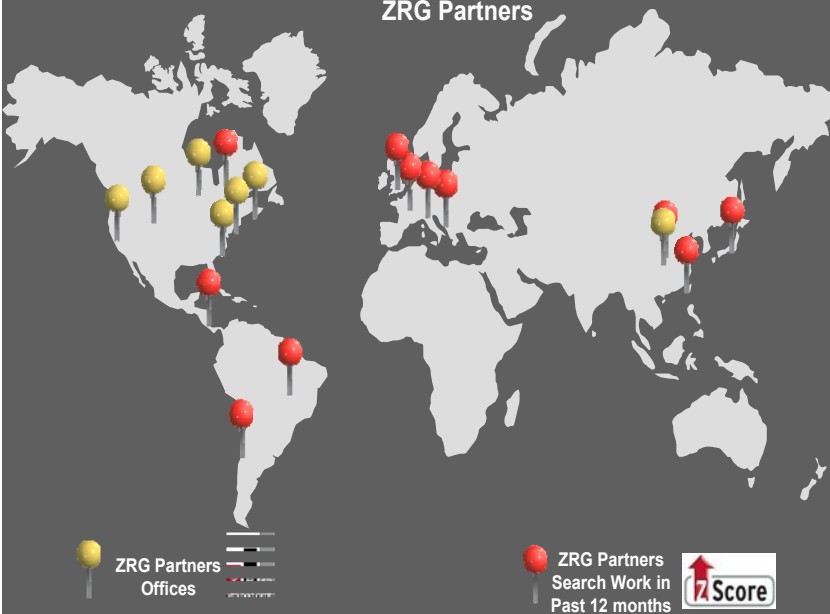 ZRG Partners
ZRG Partners
Offices
ZRG Partners
Search Work in
Past 12 months
Z Score